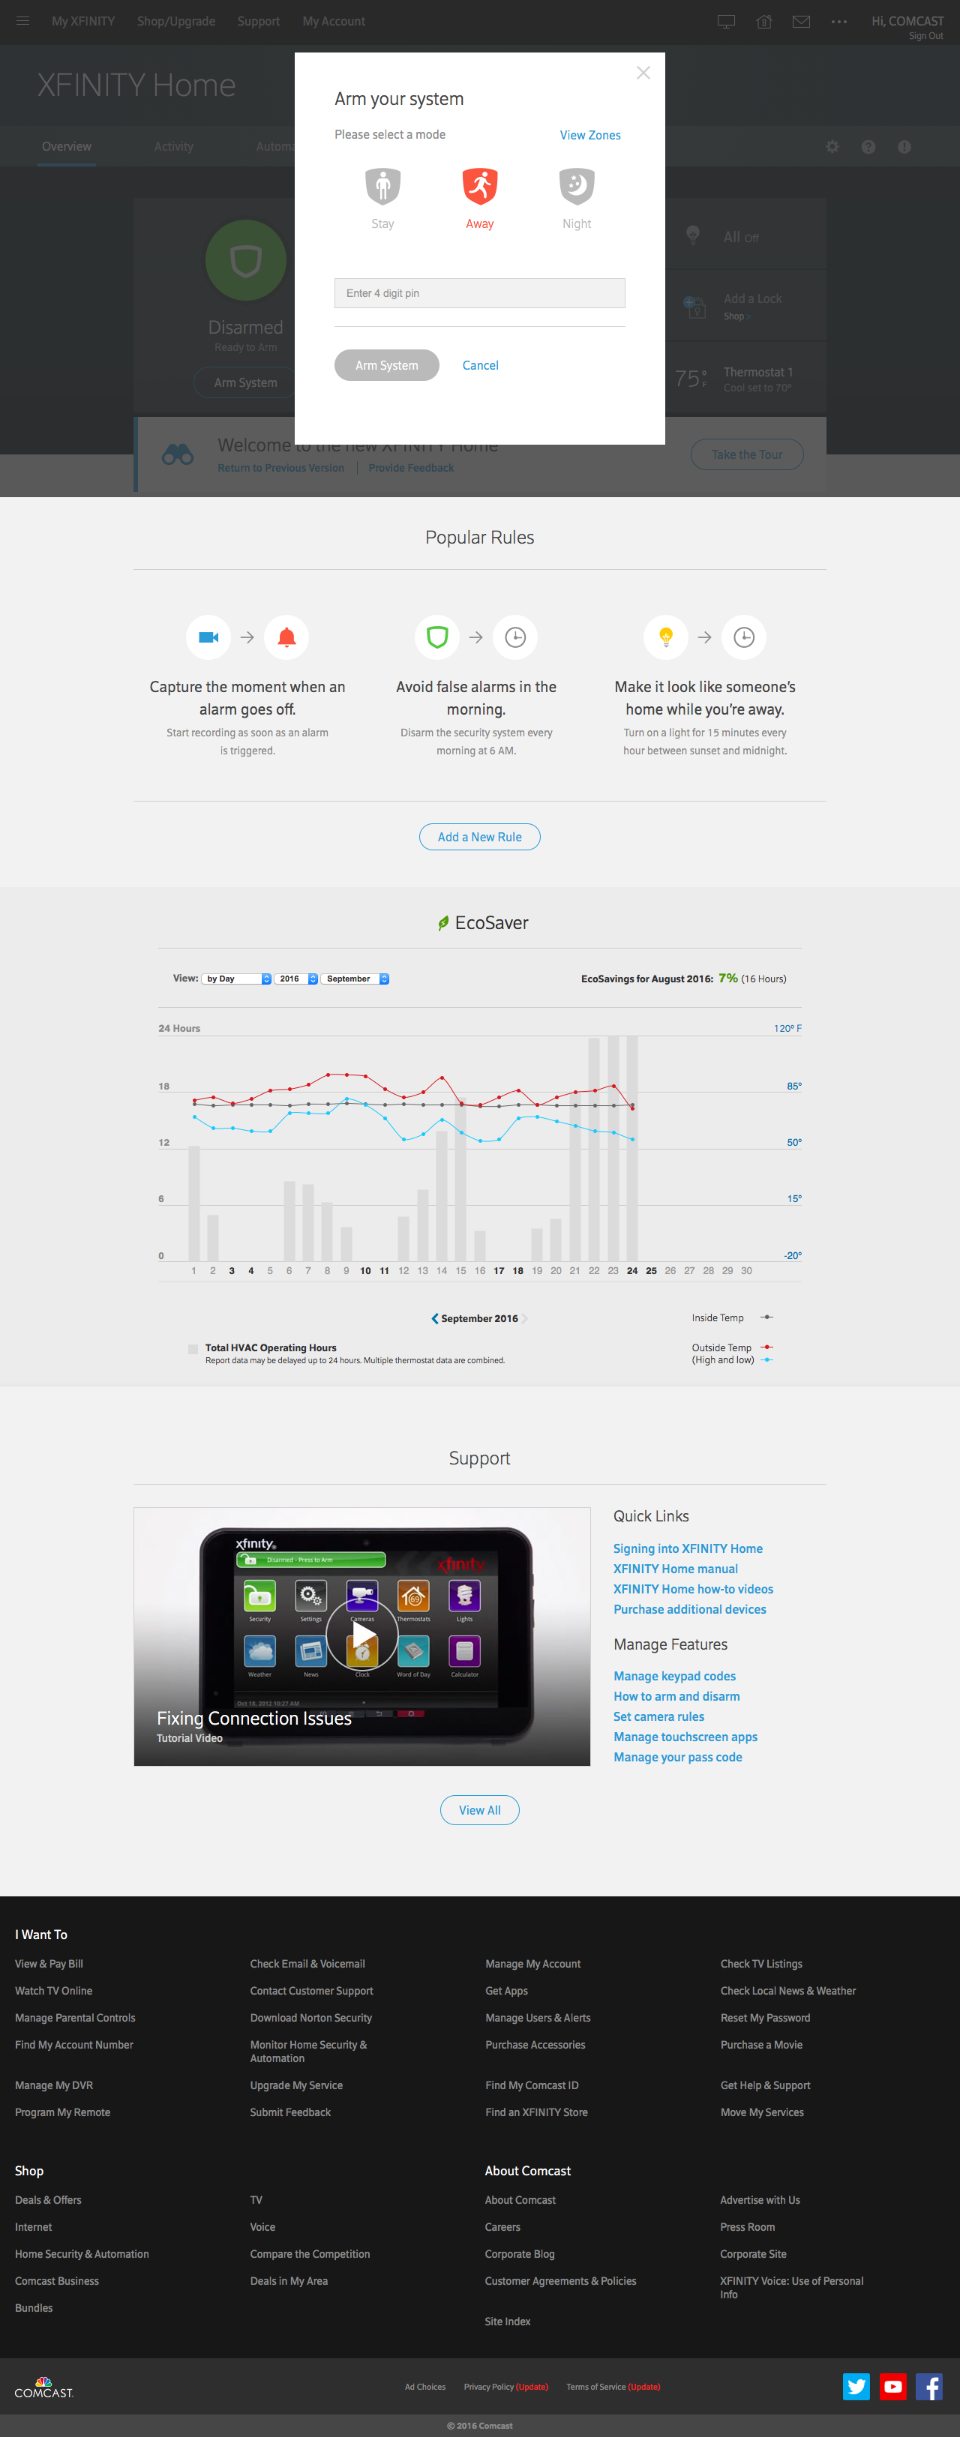 My XFINITY Shop/Upgrade Support My Account
Hi, COMCAST
Sign Out
XFINITY Home
Overview Activity Automa
Arm your system
Please select a mode View Zones
Stay Away Night
Enter 4 digit pin
Arm System Cancel
Disarmed
Ready to Arm
Arm System
All Off
Add a Lock
Shop >
75°F
Thermostat 1
Cool set to 70°
Welcome to the new XFINITY Home
Return to Previous Version Provide Feedback
Take the Tour
Popular Rules
Capture the moment when an
alarm goes off.
Start recording as soon as an alarm
is triggered.
Avoid false alarms in the
morning.
Disarm the security system every
morning at 6 AM.
Make it look like someone's
home while you're away.
Turn on a light for 15 minutes every
hour between sunset and midnight.
Add a New Rule
EcoSaver
View: by Day 2016 September
EcoSavings for August 2016: 7% (16 Hours)
24 Hours 120° F
18 85°
12 50°
6 15°
0 -20°
1 2 3 4 5 6 7 8 9 10 11 12 13 14 15 16 17 18 19 20 21 22 23 24 25 26 27 28 29 30
September 2016
Inside Temp
Total HVAC Operating Hours
Report data may be delayed up to 24 hours. Multiple thermostat data are combined.
Outside Temp
(High and low)
Support
xfinity
Disarmed - Press to Arm
xfinity
Security Settings Cameras Thermostats Lights
69
Weather News Clock Word of Day Calculator
Oct 18, 2012 10:27 AM
Fixing Connection Issues
Tutorial Video
Quick Links
Signing into XFINITY Home
XFINITY Home manual
XFINITY Home how-to videos
Purchase additional devices
Manage Features
Manage keypad codes
How to arm and disarm
Set camera rules
Manage touchscreen apps
Manage your pass code
View All
I Want To
View & Pay Bill Check Email & Voicemail Manage My Account Check TV Listings
Watch TV Online Contact Customer Support Get Apps Check Local News & Weather
Manage Parental Controls Download Norton Security Manage Users & Alerts Reset My Password
Find My Account Number Monitor Home Security & Purchase Accessories Purchase a Movie
Automation
Manage My DVR Upgrade My Service Find My Comcast ID Get Help & Support
Program My Remote Submit Feedback Find an XFINITY Store Move My Services
Shop About Comcast
Deals & Offers TV About Comcast Advertise with Us
Internet Voice Careers Press Room
Home Security & Automation Compare the Competition Corporate Blog Corporate Site
Comcast Business Deals in My Area Customer Agreements & Policies XFINITY Voice: Use of Personal
Info
Bundles
Site Index
COMCAST
Ad Choices Privacy Policy (Update) Terms of Service (Update)
© 2016 Comcast